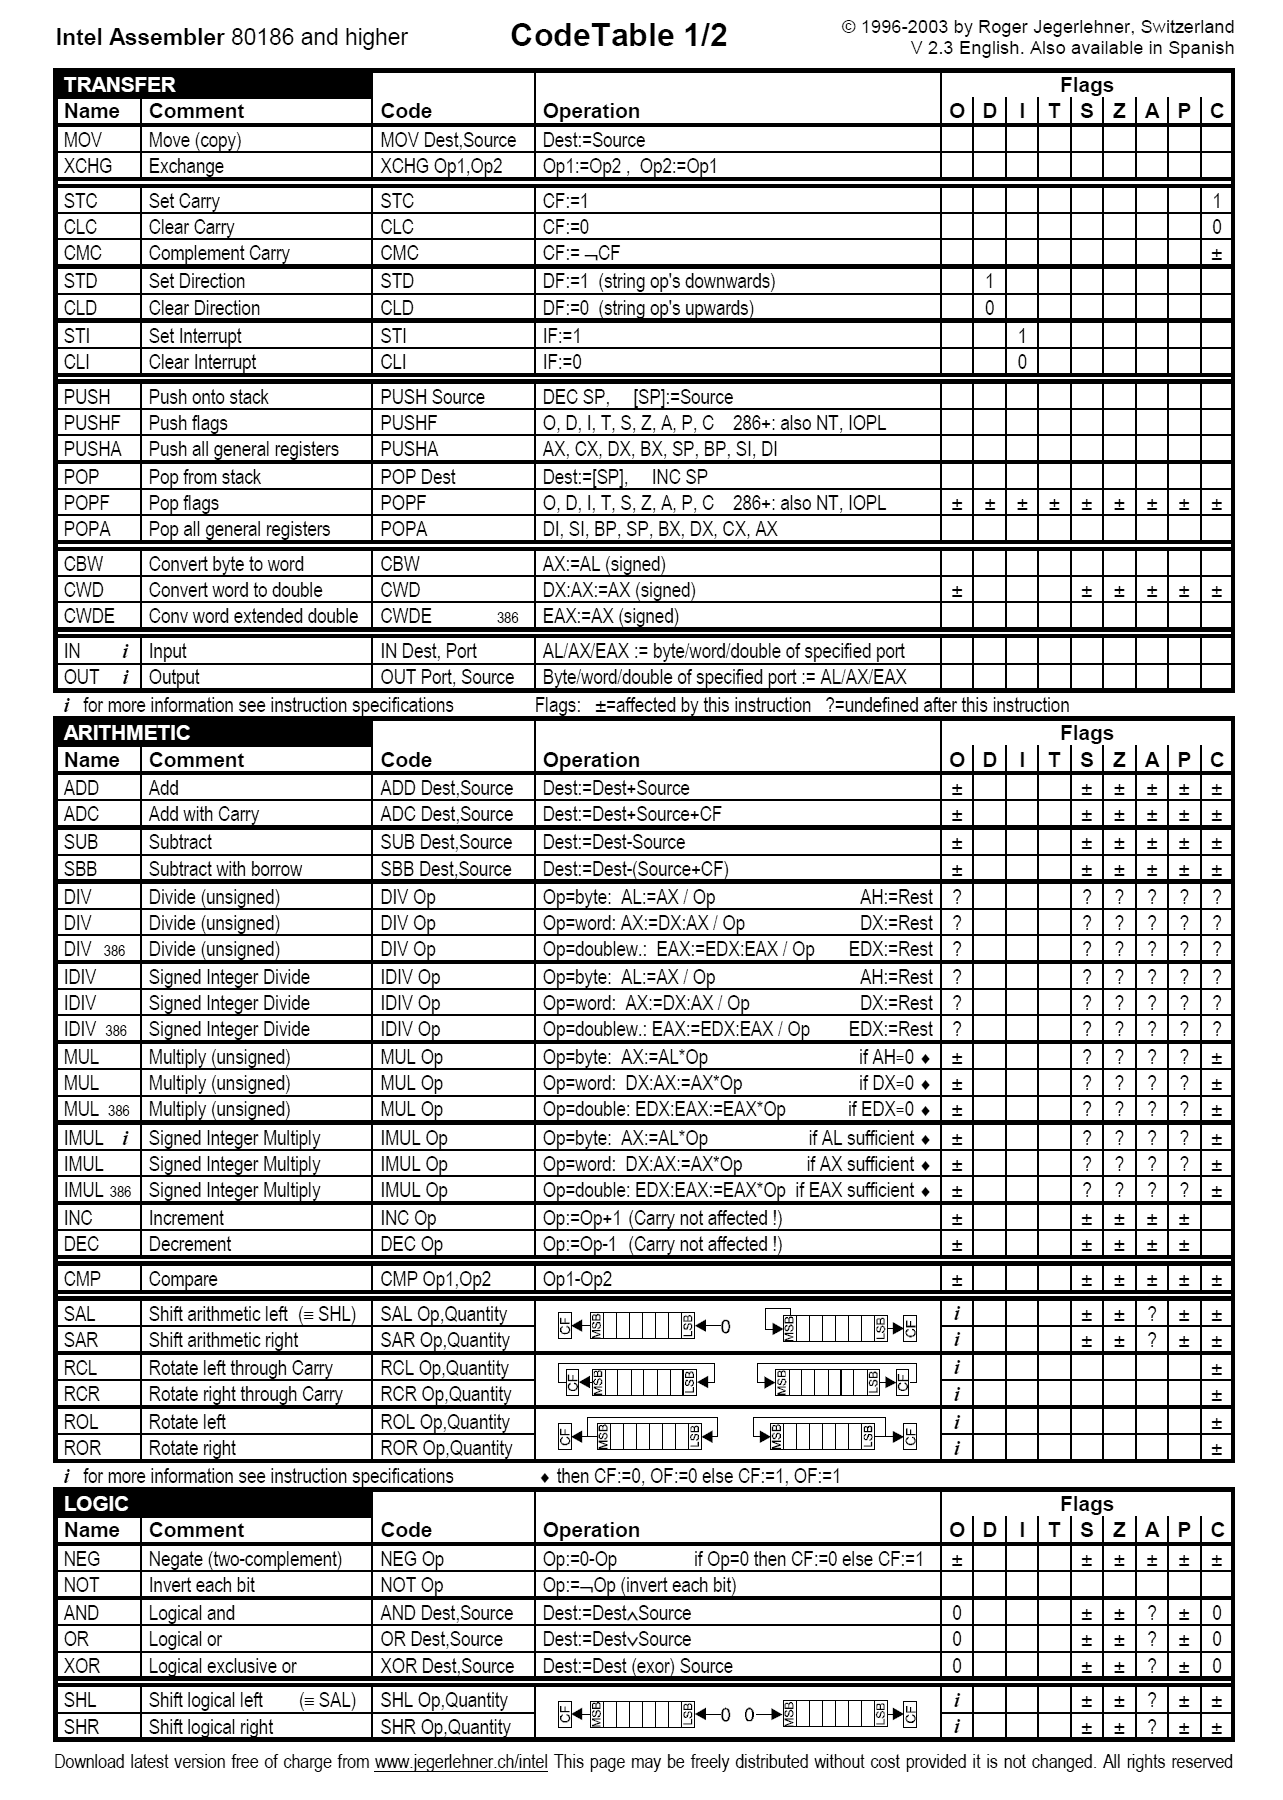 Intel Assembler 80186 and higher CodeTable 1/2 © 1996-2003 by Roger Jegerlehner, Switzerland
V 2.3 English. Also available in Spanish
TRANSFER Flags
Name Comment Code Operation O D I T S Z A P C
MOV Move (copy) MOV Dest,Source Dest:=Source
XCHG Exchange XCHG Op1,Op2 Op1:=Op2 , Op2:=Op1
STC Set Carry STC CF:=1 1
CLC Clear Carry CLC CF:=0 0
CMC Complement Carry CMC CF:= ¬CF ±
STD Set Direction STD DF:=1 (string op's downwards) 1
CLD Clear Direction CLD DF:=0 (string op's upwards) 0
STI Set Interrupt STI IF:=1 1
CLI Clear Interrupt CLI IF:=0 0
PUSH Push onto stack PUSH Source DEC SP, [SP]:=Source
PUSHF Push flags PUSHF O, D, I, T, S, Z, A, P, C 286+: also NT, IOPL
PUSHA Push all general registers PUSHA AX, CX, DX, BX, SP, BP, SI, DI
POP Pop from stack POP Dest Dest:=[SP], INC SP
POPF Pop flags POPF O, D, I, T, S, Z, A, P, C 286+: also NT, IOPL ± ± ± ± ± ± ± ± ±
POPA Pop all general registers POPA DI, SI, BP, SP, BX, DX, CX, AX
CBW Convert byte to word CBW AX:=AL (signed)
CWD Convert word to double CWD DX:AX:=AX (signed) ± ± ± ± ± ±
CWDE Conv word extended double CWDE 386 EAX:=AX (signed)
IN i Input IN Dest, Port AL/AX/EAX := byte/word/double of specified port
OUT i Output OUT Port, Source Byte/word/double of specified port := AL/AX/EAX
i for more information see instruction specifications Flags: ±=affected by this instruction ?=undefined after this instruction
ARITHMETIC Flags
Name Comment Code Operation O D I T S Z A P C
ADD Add ADD Dest,Source Dest:=Dest+Source ± ± ± ± ± ±
ADC Add with Carry ADC Dest,Source Dest:=Dest+Source+CF ± ± ± ± ± ±
SUB Subtract SUB Dest,Source Dest:=Dest-Source ± ± ± ± ± ±
SBB Subtract with borrow SBB Dest,Source Dest:=Dest-(Source+CF) ± ± ± ± ± ±
DIV Divide (unsigned) DIV Op Op=byte: AL:=AX / Op AH:=Rest ? ? ? ? ? ?
DIV Divide (unsigned) DIV Op Op=word: AX:=DX:AX / Op DX:=Rest ? ? ? ? ? ?
DIV 386 Divide (unsigned) DIV Op Op=doublew.: EAX:=EDX:EAX / Op EDX:=Rest ? ? ? ? ? ?
IDIV Signed Integer Divide IDIV Op Op=byte: AL:=AX / Op AH:=Rest ? ? ? ? ? ?
IDIV Signed Integer Divide IDIV Op Op=word: AX:=DX:AX / Op DX:=Rest ? ? ? ? ? ?
IDIV 386 Signed Integer Divide IDIV Op Op=doublew.: EAX:=EDX:EAX / Op EDX:=Rest ? ? ? ? ? ?
MUL Multiply (unsigned) MUL Op Op=byte: AX:=AL*Op if AH=0 ♦ ± ? ? ? ? ±
MUL Multiply (unsigned) MUL Op Op=word: DX:AX:=AX*Op if DX=0 ♦ ± ? ? ? ? ±
MUL 386 Multiply (unsigned) MUL Op Op=double: EDX:EAX:=EAX*Op if EDX=0 ♦ ± ? ? ? ? ±
IMUL i Signed Integer Multiply IMUL Op Op=byte: AX:=AL*Op if AL sufficient ♦ ± ? ? ? ? ±
IMUL Signed Integer Multiply IMUL Op Op=word: DX:AX:=AX*Op if AX sufficient ♦ ± ? ? ? ? ±
IMUL 386 Signed Integer Multiply IMUL Op Op=double: EDX:EAX:=EAX*Op if EAX sufficient ♦ ± ? ? ? ? ±
INC Increment INC Op Op:=Op+1 (Carry not affected !) ± ± ± ± ±
DEC Decrement DEC Op Op:=Op-1 (Carry not affected !) ± ± ± ± ±
CMP Compare CMP Op1,Op2 Op1-Op2 ± ± ± ± ± ±
SAL Shift arithmetic left (≡ SHL) SAL Op,Quantity i ± ± ? ± ±
CF MSB LSB 0 MSB LSB CF
SAR Shift arithmetic right SAR Op,Quantity i ± ± ? ± ±
RCL Rotate left through Carry RCL Op,Quantity i ±
CF MSB LSB MSB LSB CF
RCR Rotate right through Carry RCR Op,Quantity i ±
ROL Rotate left ROL Op,Quantity i ±
CF MSB LSB MSB LSB CF
ROR Rotate right ROR Op,Quantity i ±
i for more information see instruction specifications ♦ then CF:=0, OF:=0 else CF:=1, OF:=1
LOGIC Flags
Name Comment Code Operation O D I T S Z A P C
NEG Negate (two-complement) NEG Op Op:=0-Op if Op=0 then CF:=0 else CF:=1 ± ± ± ± ± ±
NOT Invert each bit NOT Op Op:=¬Op (invert each bit)
AND Logical and AND Dest,Source Dest:=Dest∧Source 0 ± ± ? ± 0
OR Logical or OR Dest,Source Dest:=Dest∨Source 0 ± ± ? ± 0
XOR Logical exclusive or XOR Dest,Source Dest:=Dest (exor) Source 0 ± ± ? ± 0
SHL Shift logical left (≡ SAL) SHL Op,Quantity i ± ± ? ± ±
CF MSB LSB 0 0 MSB LSB CF
SHR Shift logical right SHR Op,Quantity i ± ± ? ± ±
Download latest version free of charge from www.jegerlehner.ch/intel This page may be freely distributed without cost provided it is not changed. All rights reserved